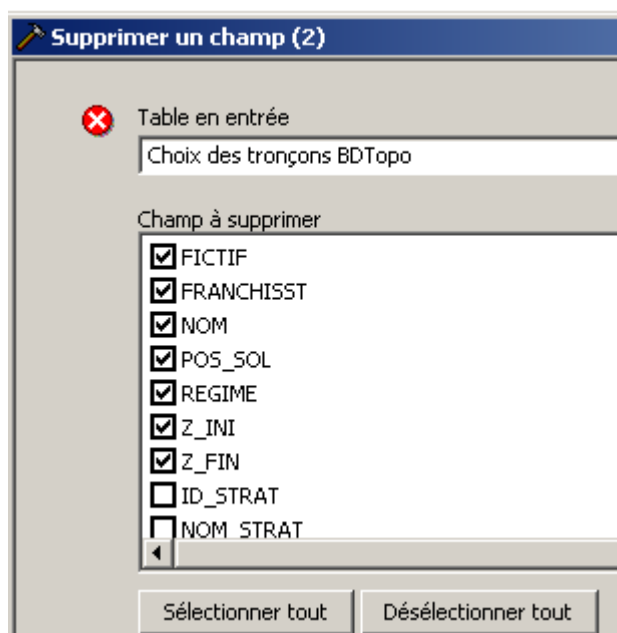 Supprimer un champ (2)
Table en entrée
Choix des tronçons BDTopo
Champ à supprimer
FICTIF
FRANCHISST
NOM
POS_SOL
REGIME
Z_INI
Z_FIN
ID_STRAT
NOM_STRAT
Sélectionner tout Désélectionner tout